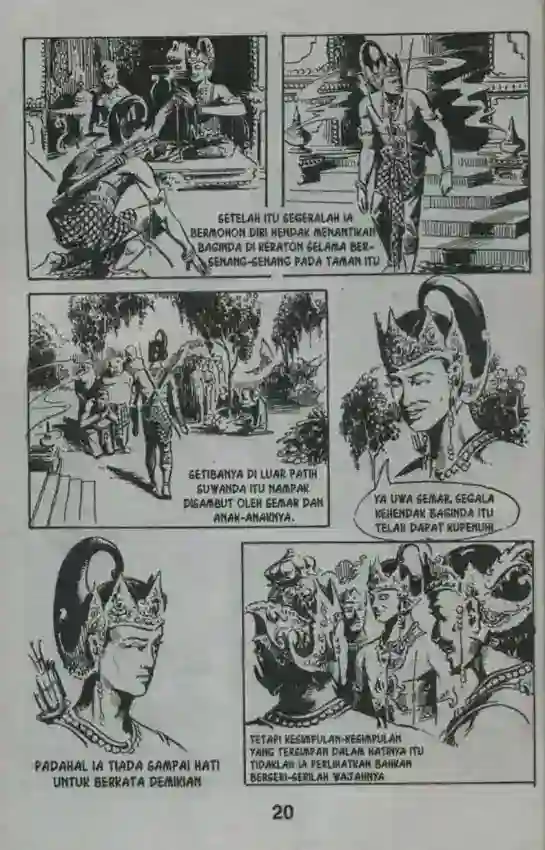 SETELAH ITU SEGERALAH IA
BERMOHON DIRI HENDAK MENANTIKAN
BAGINDA DI KERATON SELAMA BER-
SENANG-SENANG PADA TAMAN ITU
SETIBANYA DI LUAR PATIH
SUWANDA ITU NAMPAK
DISAMBUT OLEH SEMAR DAN
ANAK-ANAKNYA.
YA UWA SEMAR, SEGALA
KEHENDAK BAGINDA ITU
TELAH DAPAT KUPENUHI
PADAHAL IA TIADA SAMPAI HATI
UNTUK BERKATA DEMIKIAN
TETAPI KESIMPULAN-KESIMPULAN
YANG TERSIMPAN DALAM HATINYA ITU
TIDAKLAH IA PERLIHATKAN BAHKAN
BERSERI-SERILAH WAJAHNYA
20